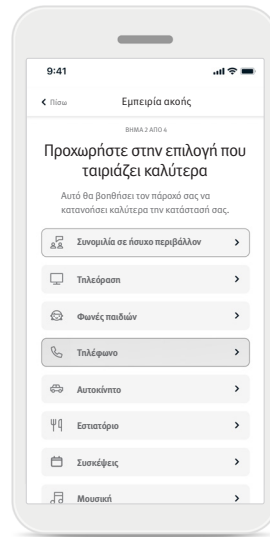 9:41
Πίσω
Εμπειρία ακοής
ΒΗΜΑ 2 ΑΠΟ 6
Προχωρήστε στην επιλογή που
ταιριάζει καλύτερα
Αυτό θα βοηθήσει τον πάροχό σας να
κατανοήσει καλύτερα την κατάστασή σας.
Συνομιλία σε ήσυχο περιβάλλον
Τηλεόραση
Φωνές παιδιών
Τηλέφωνο
Αυτοκίνητο
Εστιατόριο
Συσκέψεις
Μουσική